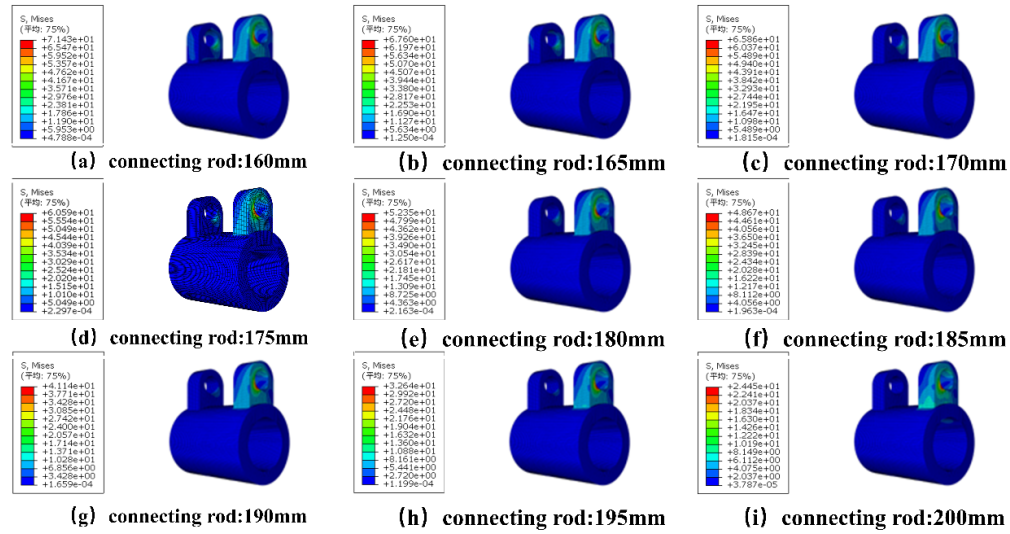 S, Mises
(平均: 75%)
+7.143e+01
+6.547e+01
+5.952e+01
+5.357e+01
+4.762e+01
+4.167e+01
+3.571e+01
+2.976e+01
+2.381e+01
+1.786e+01
+1.190e+01
+5.953e+00
+4.788e-04
(a) connecting rod:160mm
S, Mises
(平均: 75%)
+6.760e+01
+6.197e+01
+5.634e+01
+5.070e+01
+4.507e+01
+3.944e+01
+3.380e+01
+2.817e+01
+2.253e+01
+1.690e+01
+1.127e+01
+5.634e+00
+1.250e-04
(b) connecting rod:165mm
S, Mises
(平均: 75%)
+6.586e+01
+6.037e+01
+5.489e+01
+4.940e+01
+4.391e+01
+3.842e+01
+3.293e+01
+2.744e+01
+2.195e+01
+1.647e+01
+1.098e+01
+5.489e+00
+1.815e-04
(c) connecting rod:170mm
S, Mises
(平均: 75%)
+6.059e+01
+5.554e+01
+5.049e+01
+4.544e+01
+4.039e+01
+3.534e+01
+3.029e+01
+2.524e+01
+2.020e+01
+1.515e+01
+1.010e+01
+5.049e+00
+2.297e-04
(d) connecting rod:175mm
S, Mises
(平均: 75%)
+5.235e+01
+4.799e+01
+4.362e+01
+3.926e+01
+3.490e+01
+3.054e+01
+2.617e+01
+2.181e+01
+1.745e+01
+1.309e+01
+8.725e+00
+4.363e+00
+2.163e-04
(e) connecting rod:180mm
S, Mises
(平均: 75%)
+4.867e+01
+4.461e+01
+4.056e+01
+3.650e+01
+3.245e+01
+2.839e+01
+2.434e+01
+2.028e+01
+1.622e+01
+1.217e+01
+8.112e+00
+4.056e+00
+1.963e-04
(f) connecting rod:185mm
S, Mises
(平均: 75%)
+4.114e+01
+3.771e+01
+3.428e+01
+3.085e+01
+2.742e+01
+2.400e+01
+2.057e+01
+1.714e+01
+1.371e+01
+1.028e+01
+6.856e+00
+3.428e+00
+1.659e-04
(g) connecting rod:190mm
S, Mises
(平均: 75%)
+3.264e+01
+2.992e+01
+2.720e+01
+2.448e+01
+2.176e+01
+1.904e+01
+1.632e+01
+1.360e+01
+1.088e+01
+8.161e+00
+5.441e+00
+2.720e+00
+1.199e-04
(h) connecting rod:195mm
S, Mises
(平均: 75%)
+2.445e+01
+2.241e+01
+2.037e+01
+1.834e+01
+1.630e+01
+1.426e+01
+1.222e+01
+1.019e+01
+8.149e+00
+6.112e+00
+4.075e+00
+2.037e+00
+3.787e-05
(i) connecting rod:200mm